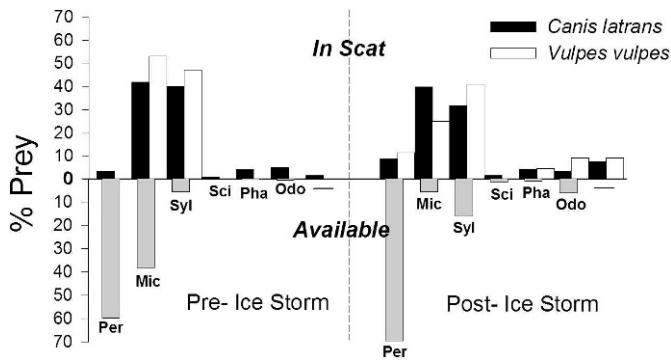 70
60
50
40
30
20
10
0
10
20
30
40
50
60
70
% Prey
In Scat
Canis latrans
Vulpes vulpes
Per
Mic
Syl
Sci
Pha
Odo
Available
Pre- Ice Storm
Per
Mic
Syl
Sci
Pha
Odo
Post- Ice Storm